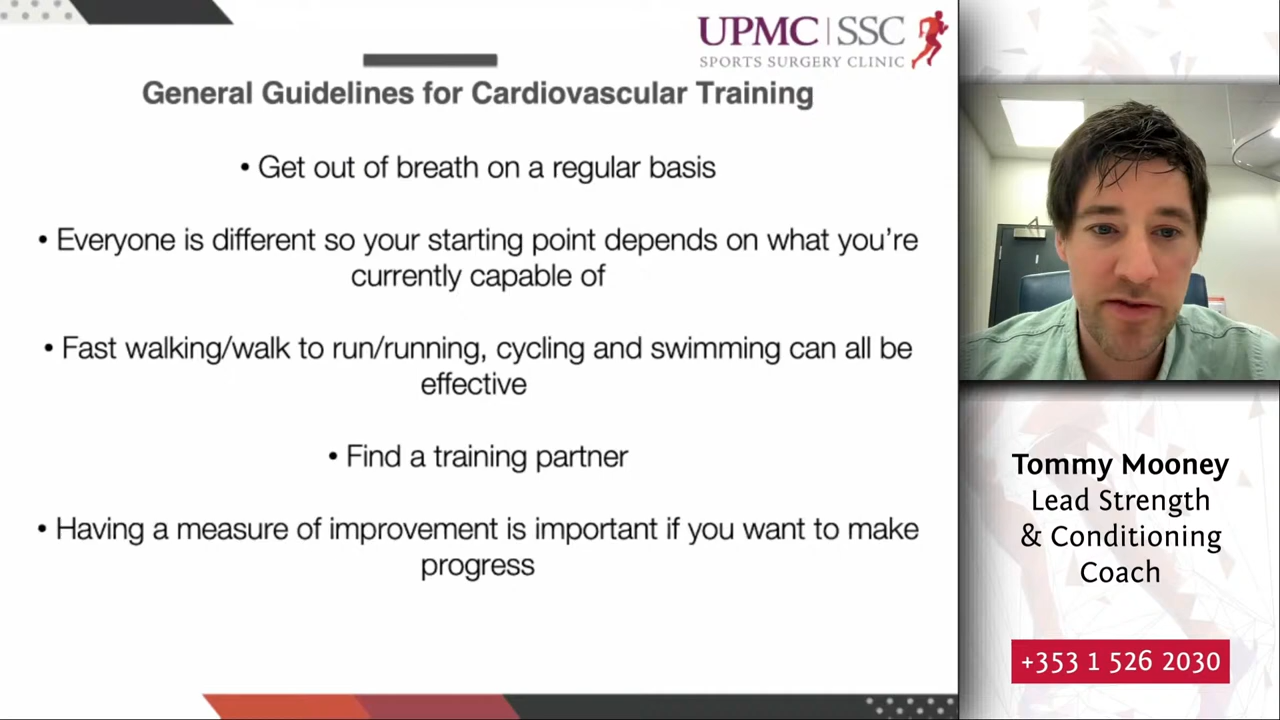 UPMC | SSC
SPORTS SURGERY CLINIC
General Guidelines for Cardiovascular Training
• Get out of breath on a regular basis
• Everyone is different so your starting point depends on what you're
currently capable of
• Fast walking/walk to run/running, cycling and swimming can all be
effective
• Find a training partner
• Having a measure of improvement is important if you want to make
progress
Tommy Mooney
Lead Strength
& Conditioning
Coach
+353 1 526 2030